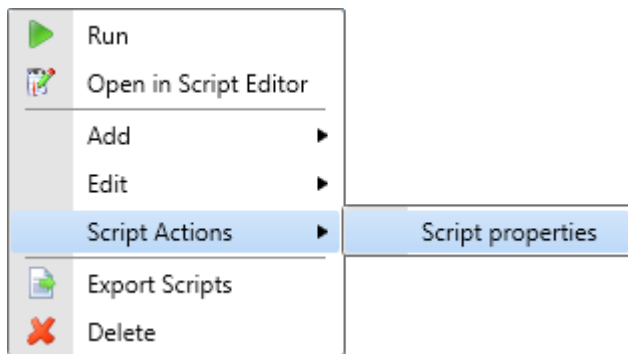 Run
Open in Script Editor
Add
Edit
Script Actions
Script properties
Export Scripts
Delete